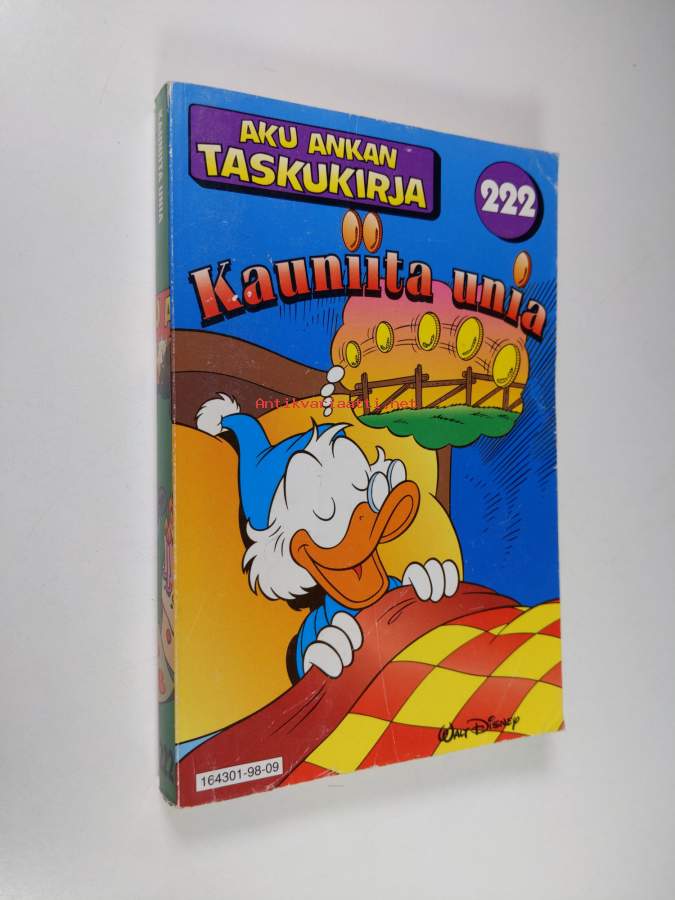 KAUNIITA UNIA
AKU ANKAN
TASKUKIRJA
222
Kauniita unia
Antikvariaatti.net
WALT DISNEY
164301-98-09